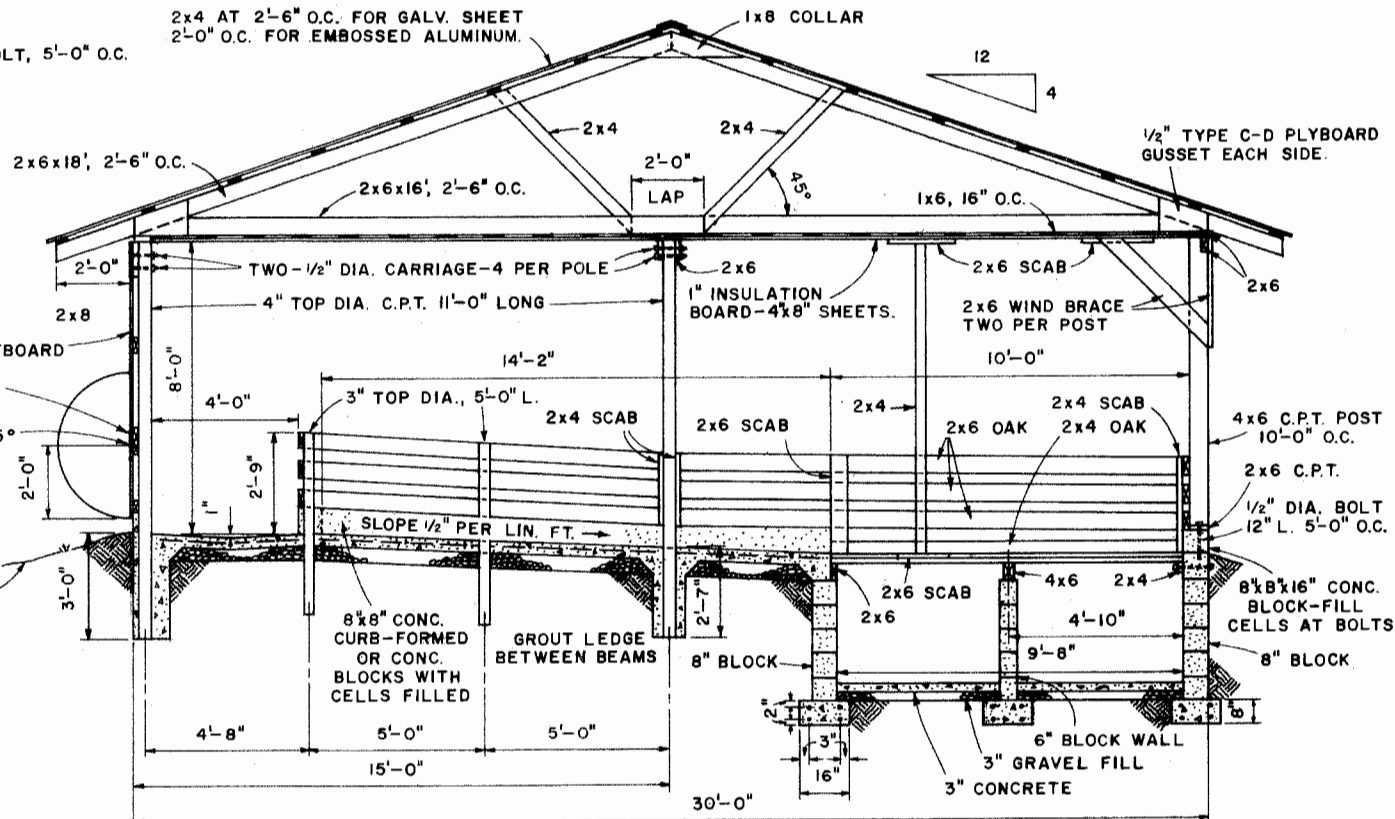 2x4 AT 2'-6" O.C. FOR GALV. SHEET
2'-0" O.C. FOR EMBOSSED ALUMINUM.
1x8 COLLAR
LT, 5'-0" O.C.
12
4
2x4
2x4
1/2" TYPE C-D PLYBOARD
GUSSET EACH SIDE.
2x6x18', 2'-6" O.C.
2'-0"
LAP
45°
2x6x16', 2'-6" O.C.
1x6, 16" O.C.
2'-0"
TWO-1/2" DIA. CARRIAGE-4 PER POLE
2x6
2x6 SCAB
2x6
4" TOP DIA. C.P.T. 11'-0" LONG
1" INSULATION
BOARD-4"x8" SHEETS.
2x6 WIND BRACE
TWO PER POST
2x8
YBOARD
8'-0"
14'-2"
10'-0"
4'-0"
3" TOP DIA., 5'-0" L.
2x4 SCAB
2x6 SCAB
2x4
2x6 OAK
2x4 SCAB
2x4 OAK
4x6 C.P.T. POST
10'-0" O.C.
5°
2'-0"
2'-9"
2x6 C.P.T.
1"
SLOPE 1/2" PER LIN. FT.
1/2" DIA. BOLT
12" L. 5'-0" O.C.
3'-0"
2'-7"
2x6 SCAB
2x6
4x6
2x4
8"x8"x16" CONC.
BLOCK-FILL
CELLS AT BOLTS
8"x8" CONC.
CURB-FORMED
OR CONC.
BLOCKS WITH
CELLS FILLED
GROUT LEDGE
BETWEEN BEAMS
8" BLOCK
4'-10"
9'-8"
8" BLOCK
4'-8"
5'-0"
5'-0"
2"
3"
16"
8"
6" BLOCK WALL
3" GRAVEL FILL
3" CONCRETE
15'-0"
30'-0"